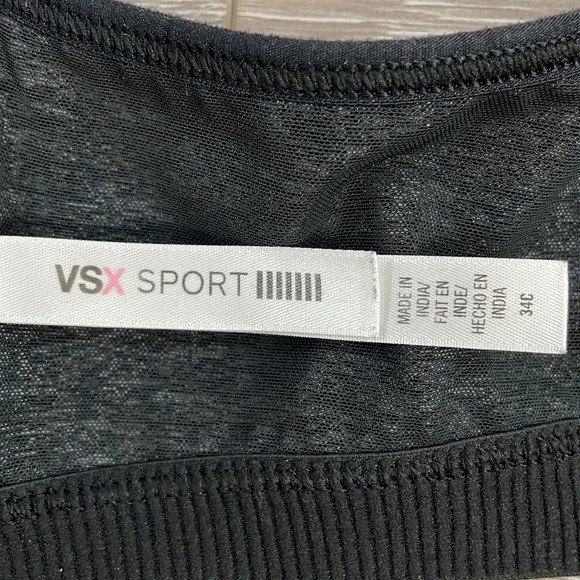 VSX SPORT
MADE IN
INDIA/
FAIT EN
INDE/
HECHO EN
INDIA
34C